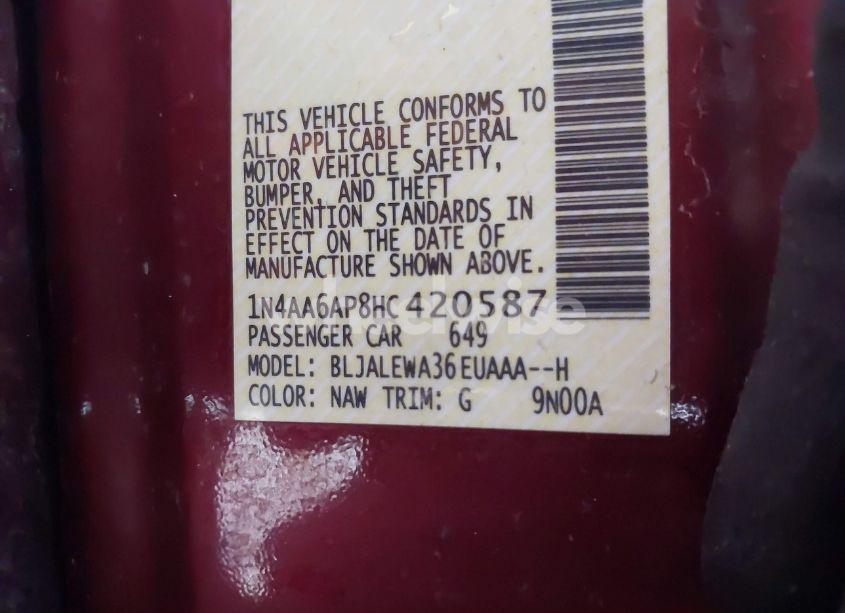 THIS VEHICLE CONFORMS TO
ALL APPLICABLE FEDERAL
MOTOR VEHICLE SAFETY,
BUMPER, AND THEFT
PREVENTION STANDARDS IN
EFFECT ON THE DATE OF
MANUFACTURE SHOWN ABOVE.
1N4AA6AP8HC420587
PASSENGER CAR 649
MODEL: BLJALEWA36EUAAA--H
COLOR: NAW TRIM: G 9N00A